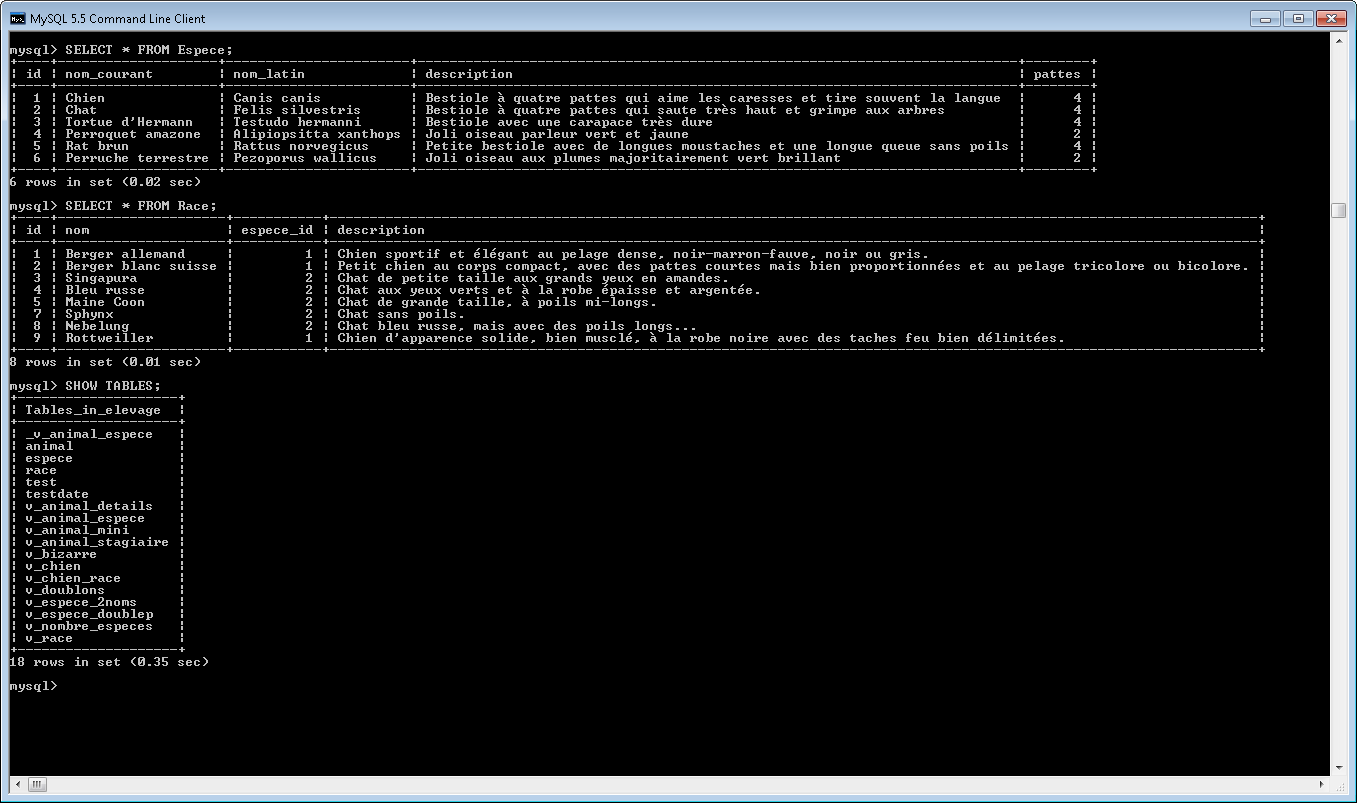 MySQL 5.5 Command Line Client
mysql> SELECT * FROM Espece;
| id | nom_courant | nom_latin | description | pattes |
| 1 | Chien | Canis canis | Bestiole à quatre pattes qui aime les caresses et tire souvent la langue | 4 |
| 2 | Chat | Felis silvestris | Bestiole à quatre pattes qui saute très haut et grimpe aux arbres | 4 |
| 3 | Tortue d'Hermann | Testudo hermanni | Bestiole avec une carapace très dure | 4 |
| 4 | Perroquet amazone | Alipiopsitta xanthops | Joli oiseau parleur vert et jaune | 2 |
| 5 | Rat brun | Rattus norvegicus | Petite bestiole avec de longues moustaches et une longue queue sans poils | 4 |
| 6 | Perruche terrestre | Pezoporus wallicus | Joli oiseau aux plumes majoritairement vert brillant | 2 |
6 rows in set (0.02 sec)
mysql> SELECT * FROM Race;
| id | nom | espece_id | description |
| 1 | Berger allemand | 1 | Chien sportif et élégant au pelage dense, noir-marron-fauve, noir ou gris. |
| 2 | Berger blanc suisse | 1 | Petit chien au corps compact, avec des pattes courtes mais bien proportionnées et au pelage tricolore ou bicolore. |
| 3 | Singapura | 2 | Chat de petite taille aux grands yeux en amandes. |
| 4 | Bleu russe | 2 | Chat aux yeux verts et à la robe épaisse et argentée. |
| 5 | Maine Coon | 2 | Chat de grande taille, à poils mi-longs. |
| 7 | Sphynx | 2 | Chat sans poils. |
| 8 | Nebelung | 2 | Chat bleu russe, mais avec des poils longs... |
| 9 | Rottweiller | 1 | Chien d'apparence solide, bien musclé, à la robe noire avec des taches feu bien délimitées. |
8 rows in set (0.01 sec)
mysql> SHOW TABLES;
| Tables_in_elevage |
| _v_animal_espece |
| animal |
| espece |
| race |
| test |
| testdate |
| v_animal_details |
| v_animal_espece |
| v_animal_mini |
| v_animal_stagiaire |
| v_bizarre |
| v_chien |
| v_chien_race |
| v_doublons |
| v_espece_2noms |
| v_espece_doublep |
| v_nombre_especes |
| v_race |
18 rows in set (0.35 sec)
mysql>